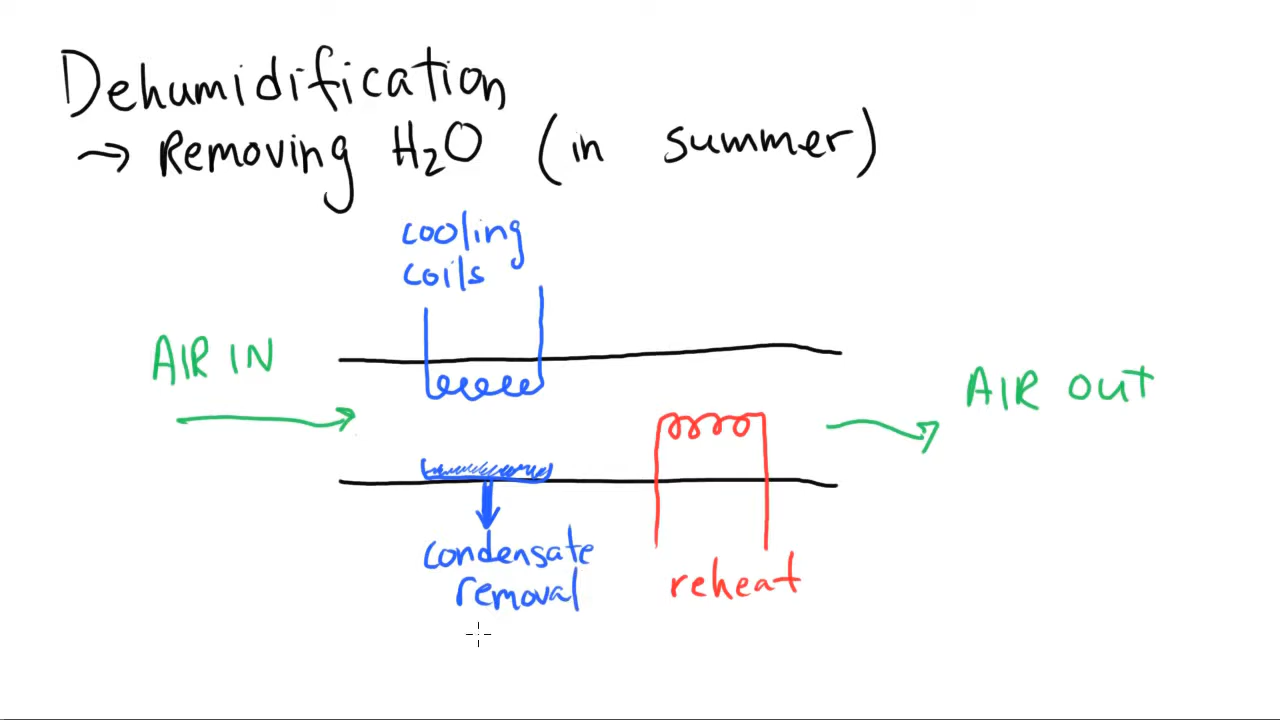 Dehumidification
→ Removing H₂O (in summer)
cooling
coils
AIR IN
AIR OUT
condensate
removal
reheat